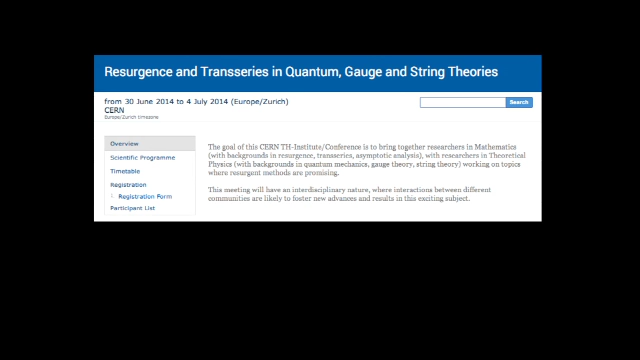 Resurgence and Transseries in Quantum, Gauge and String Theories
from 30 June 2014 to 4 July 2014 (Europe/Zurich)
CERN
Europe/Zurich timezone
Search
Overview
Scientific Programme
Timetable
Registration
Registration Form
Participant List
The goal of this CERN TH-Institute/Conference is to bring together researchers in Mathematics
(with backgrounds in resurgence, transseries, asymptotic analysis), with researchers in Theoretical
Physics (with backgrounds in quantum mechanics, gauge theory, string theory) working on topics
where resurgent methods are promising.
This meeting will have an interdisciplinary nature, where interactions between different
communities are likely to foster new advances and results in this exciting subject.